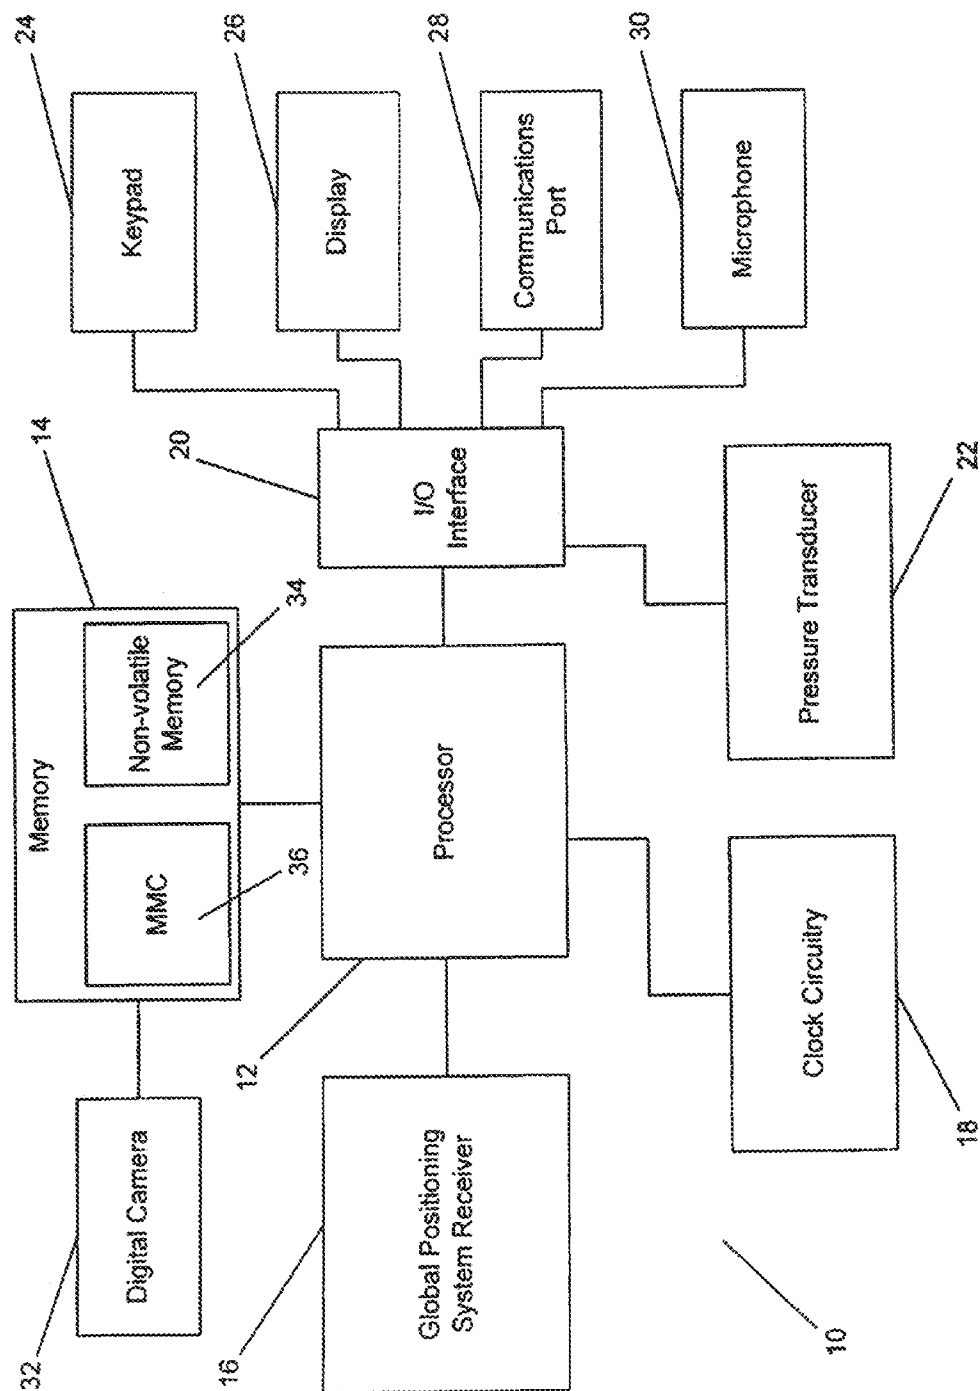 32
Digital Camera
14
Memory
MMC
36
Non-volatile
Memory
34
24
Keypad
26
Display
28
Communications
Port
30
Microphone
20
I/O
Interface
12
Processor
16
Global Positioning
System Receiver
18
Clock Circuitry
22
Pressure Transducer
10